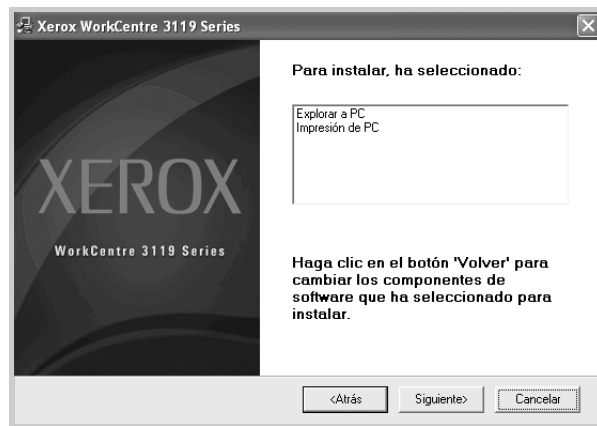 Xerox WorkCentre 3119 Series
Para instalar, ha seleccionado:
Explorar a PC
Impresión de PC
XEROX
WorkCentre 3119 Series
Haga clic en el botón 'Volver' para
cambiar los componentes de
software que ha seleccionado para
instalar.
<Atrás
Siguiente>
Cancelar